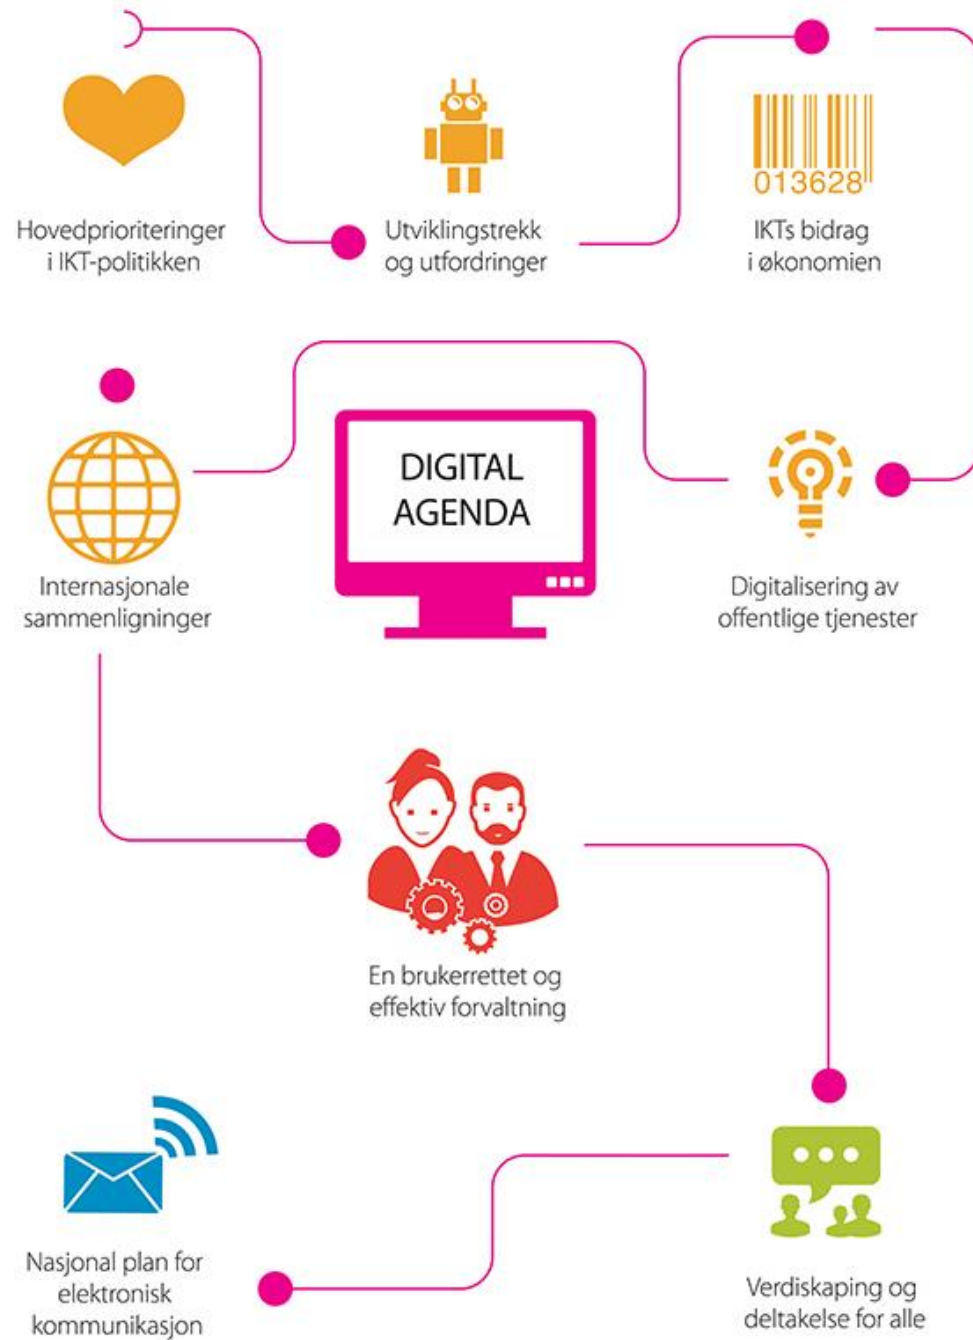 Hovedprioriteringer
i IKT-politikken
Utviklingstrekk
og utfordringer
013628
IKTs bidrag
i økonomien
Internasjonale
sammenligninger
DIGITAL
AGENDA
Digitalisering av
offentlige tjenester
En brukerrettet og
effektiv forvaltning
Nasjonal plan for
elektronisk
kommunikasjon
Verdiskaping og
deltakelse for alle